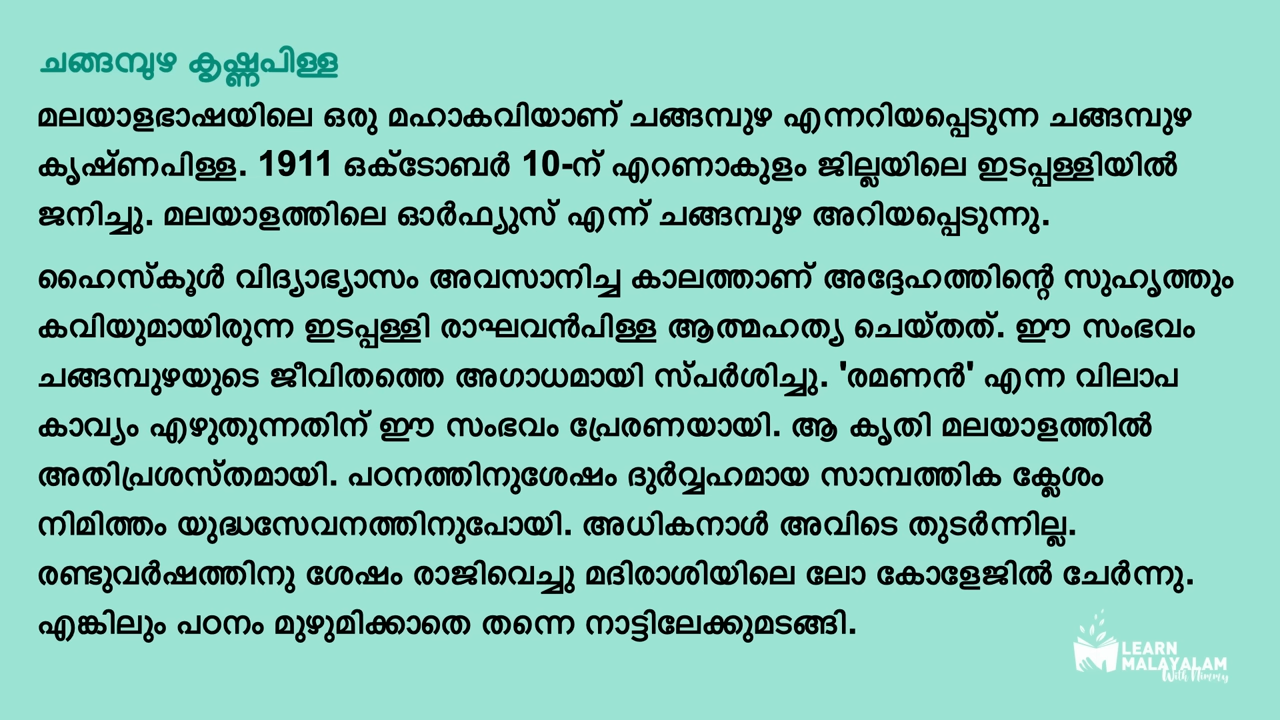 ചങ്ങമ്പുഴ കൃഷ്ണപിള്ള
മലയാളഭാഷയിലെ ഒരു മഹാകവിയാണ് ചങ്ങമ്പുഴ എന്നറിയപ്പെടുന്ന ചങ്ങമ്പുഴ
കൃഷ്ണപിള്ള. 1911 ഒക്ടോബർ 10-ന് എറണാകുളം ജില്ലയിലെ ഇടപ്പള്ളിയിൽ
ജനിച്ചു. മലയാളത്തിലെ ഓർഫ്യുസ് എന്ന് ചങ്ങമ്പുഴ അറിയപ്പെടുന്നു.
ഹൈസ്കൂൾ വിദ്യാഭ്യാസം അവസാനിച്ച കാലത്താണ് അദ്ദേഹത്തിന്റെ സുഹൃത്തും
കവിയുമായിരുന്ന ഇടപ്പള്ളി രാഘവൻപിള്ള ആത്മഹത്യ ചെയ്തത്. ഈ സംഭവം
ചങ്ങമ്പുഴയുടെ ജീവിതത്തെ അഗാധമായി സ്പർശിച്ചു. 'രമണൻ' എന്ന വിലാപ
കാവ്യം എഴുതുന്നതിന് ഈ സംഭവം പ്രേരണയായി. ആ കൃതി മലയാളത്തിൽ
അതിപ്രശസ്തമായി. പഠനത്തിനുശേഷം ദുർവ്വഹമായ സാമ്പത്തിക ക്ലേശം
നിമിത്തം യുദ്ധസേവനത്തിനുപോയി. അധികനാൾ അവിടെ തുടർന്നില്ല.
രണ്ടുവർഷത്തിനു ശേഷം രാജിവെച്ചു മദിരാശിയിലെ ലോ കോളേജിൽ ചേർന്നു.
എങ്കിലും പഠനം മുഴുമിക്കാതെ തന്നെ നാട്ടിലേക്കുമടങ്ങി.
LEARN
MALAYALAM
With Nimmy